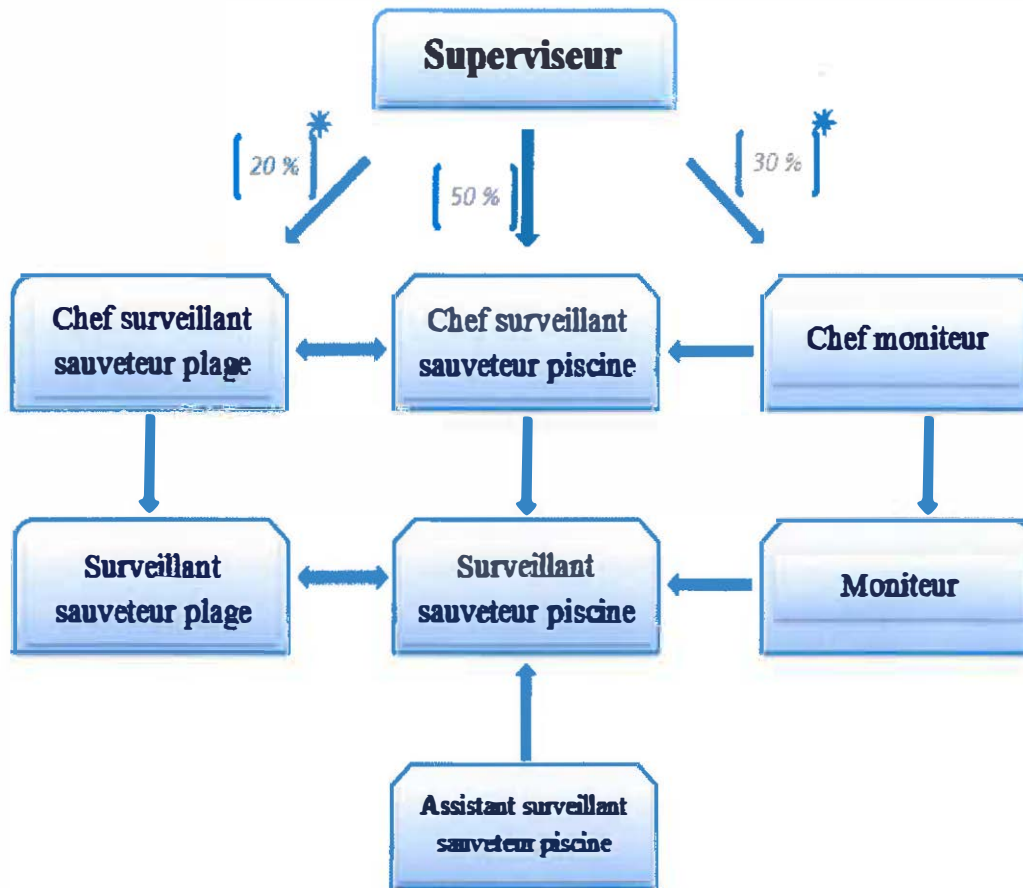 Superviseur
20 %
50 %
30 %
Chef surveillant
sauveteur plage
Chef surveillant
sauveteur piscine
Chef moniteur
Surveillant
sauveteur plage
Surveillant
sauveteur piscine
Moniteur
Assistant surveillant
sauveteur piscine